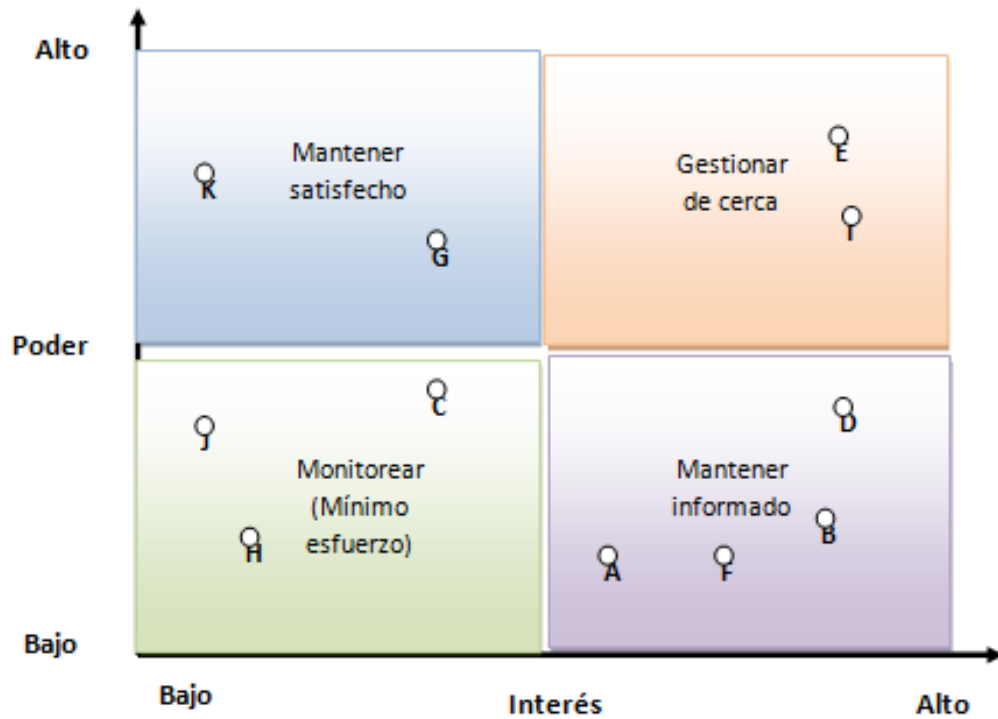 Alto
Mantener
satisfecho
Gestionar
de cerca
E
K
I
G
Poder
C
D
J
Monitorear
(Mínimo
esfuerzo)
Mantener
informado
B
H
A
F
Bajo
Bajo
Interés
Alto